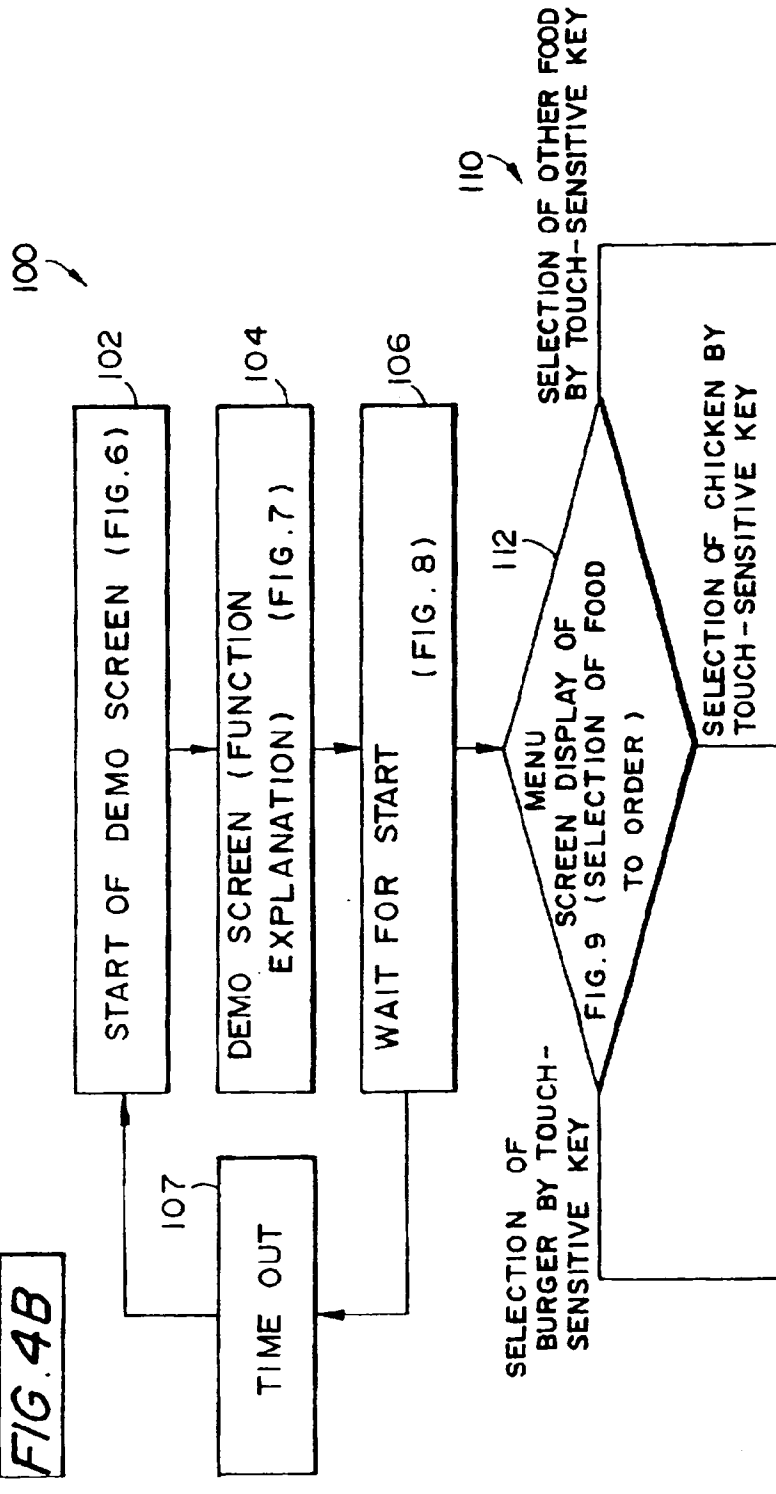 FIG. 4B
100
START OF DEMO SCREEN (FIG.6)
102
DEMO SCREEN (FUNCTION
EXPLANATION) (FIG.7)
104
107
TIME OUT
WAIT FOR START
(FIG. 8)
106
110
SELECTION OF
BURGER BY TOUCH-
SENSITIVE KEY
MENU
SCREEN DISPLAY OF
FIG.9 (SELECTION OF FOOD
TO ORDER)
112
SELECTION OF OTHER FOOD
BY TOUCH-SENSITIVE KEY
SELECTION OF CHICKEN BY
TOUCH-SENSITIVE KEY